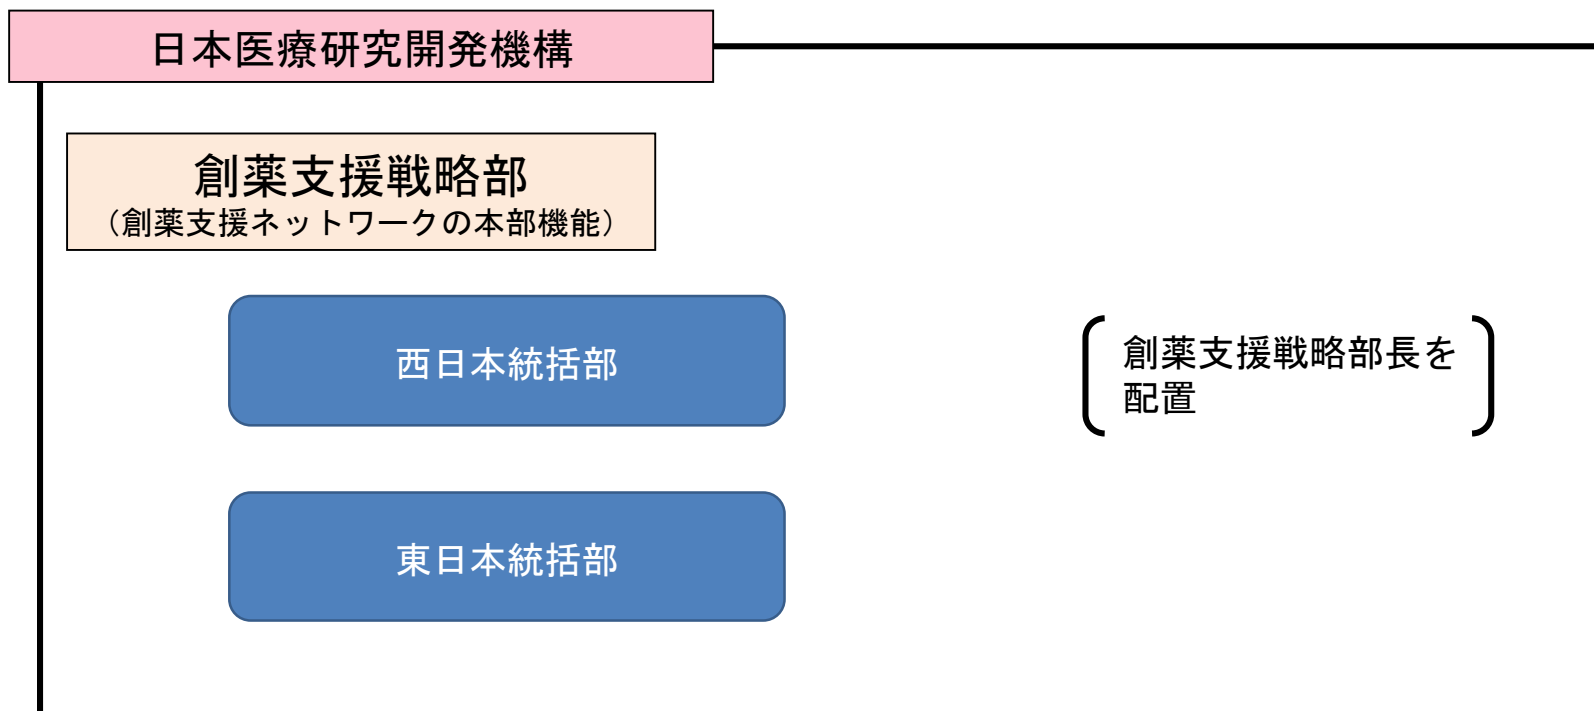 日本医療研究開発機構
創薬支援戦略部
（創薬支援ネットワークの本部機能）
西日本統括部
創薬支援戦略部長を
配置
東日本統括部